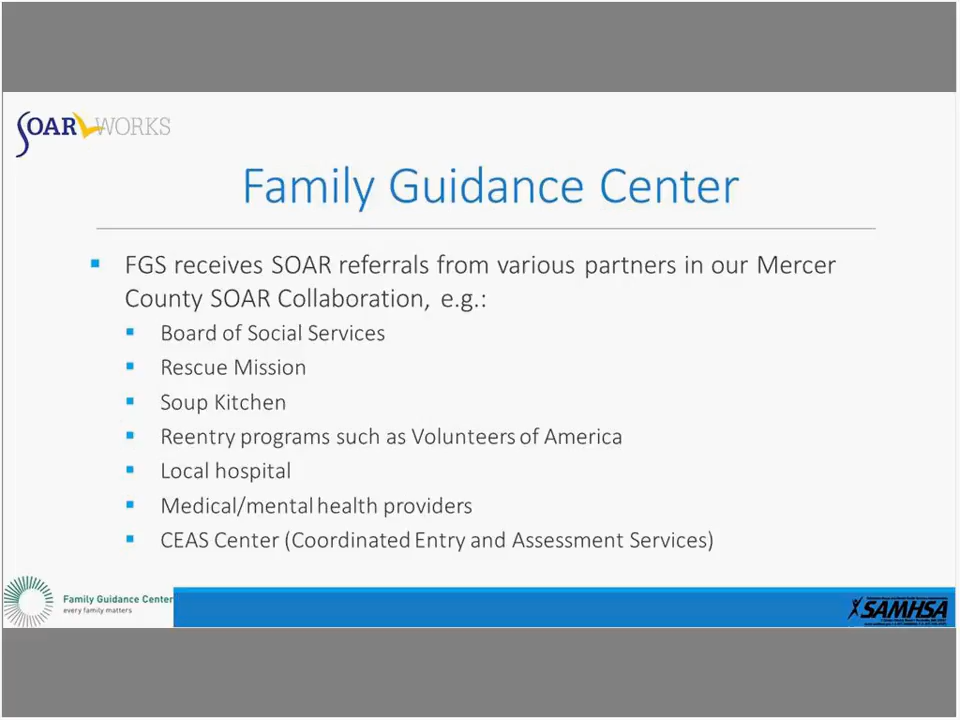 SOAR WORKS
Family Guidance Center
FGS receives SOAR referrals from various partners in our Mercer
County SOAR Collaboration, e.g.:
Board of Social Services
Rescue Mission
Soup Kitchen
Reentry programs such as Volunteers of America
Local hospital
Medical/mental health providers
CEAS Center (Coordinated Entry and Assessment Services)
Family Guidance Center
every family matters
SAMHSA